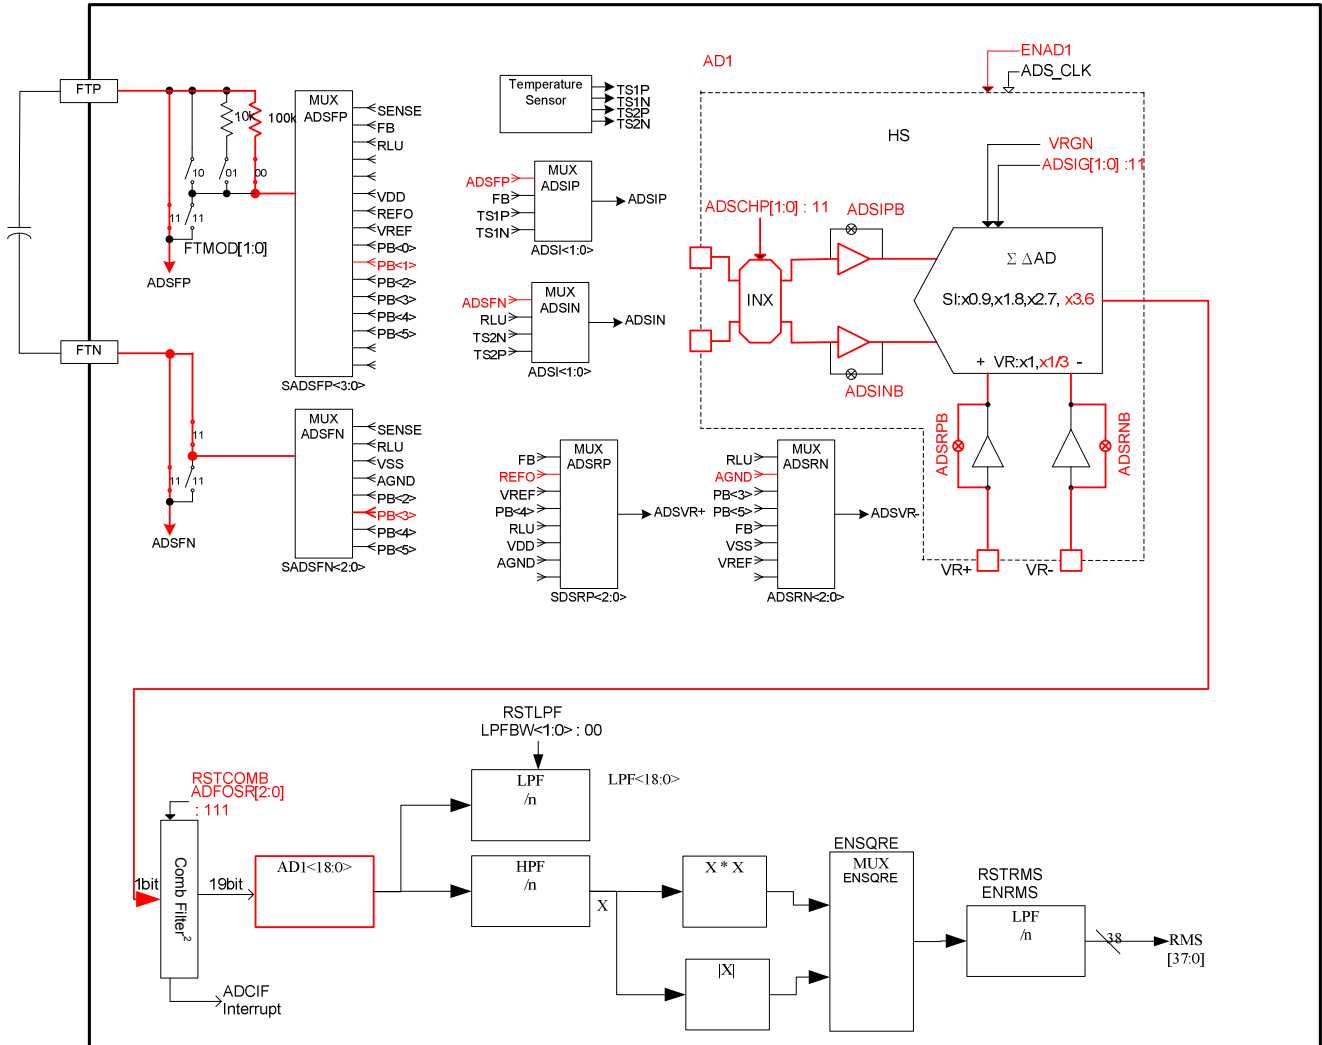 FTP
10k
100k
10
01
00
11
11
FTMOD[1:0]
ADSFP
FTN
11
11
11
ADSFN
MUX
ADSFP
SENSE
FB
RLU
VDD
REFO
VREF
PB<0>
PB<1>
PB<2>
PB<3>
PB<4>
PB<5>
SADSFP<3:0>
MUX
ADSFN
SENSE
RLU
VSS
AGND
PB<2>
PB<3>
PB<4>
PB<5>
SADSFN<2:0>
Temperature
Sensor
TS1P
TS1N
TS2P
TS2N
MUX
ADSIP
ADSFP
FB
TS1P
TS1N
ADSIP
ADSI<1:0>
MUX
ADSIN
ADSFN
RLU
TS2N
TS2P
ADSIN
ADSI<1:0>
MUX
ADSRP
FB
REFO
VREF
PB<4>
RLU
VDD
AGND
ADSVR+
SDSRP<2:0>
MUX
ADSRN
RLU
AGND
PB<3>
PB<5>
FB
VSS
VREF
ADSVR-
ADSRN<2:0>
AD1
ENAD1
ADS_CLK
HS
VRGN
ADSIG[1:0] :11
ADSCHP[1:0] : 11
ADSIPB
INX
ADSINB
Σ ΔAD
SI:x0.9,x1.8,x2.7, x3.6
+ VR:x1,x1/3 -
ADSRPB
ADSRNB
VR+
VR-
RSTLPF
LPFBW<1:0> : 00
LPF
/n
LPF<18:0>
RSTCOMB
ADFOSR[2:0]
: 111
1bit
Comb Filter²
19bit
AD1<18:0>
ADCIF
Interrupt
HPF
/n
X
X * X
|X|
ENSQRE
MUX
ENSQRE
RSTRMS
ENRMS
LPF
/n
38
RMS
[37:0]